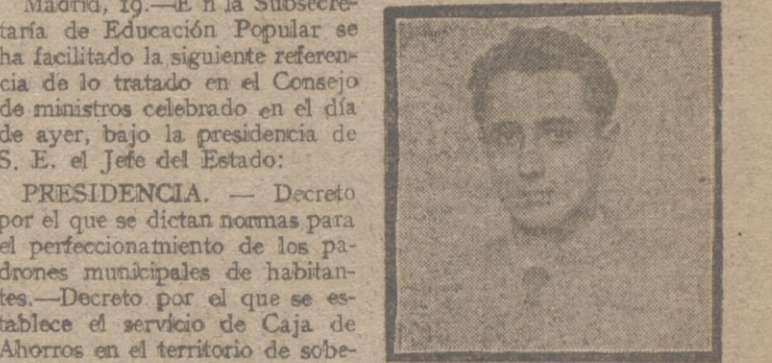 Madrid, 19.—E n la Subsecre-
taría de Educación Popular se
ha facilitado la siguiente referen-
cia de lo tratado en el Consejo
de ministros celebrado en el día
de ayer, bajo la presidencia de
S. E. el Jefe del Estado:
PRESIDENCIA. — Decreto
por el que se dictan normas para
el perfeccionamiento de los pa-
drones municipales de habitan-
tes.—Decreto por el que se es-
tablece el servicio de Caja de
Ahorros en el territorio de sobe-